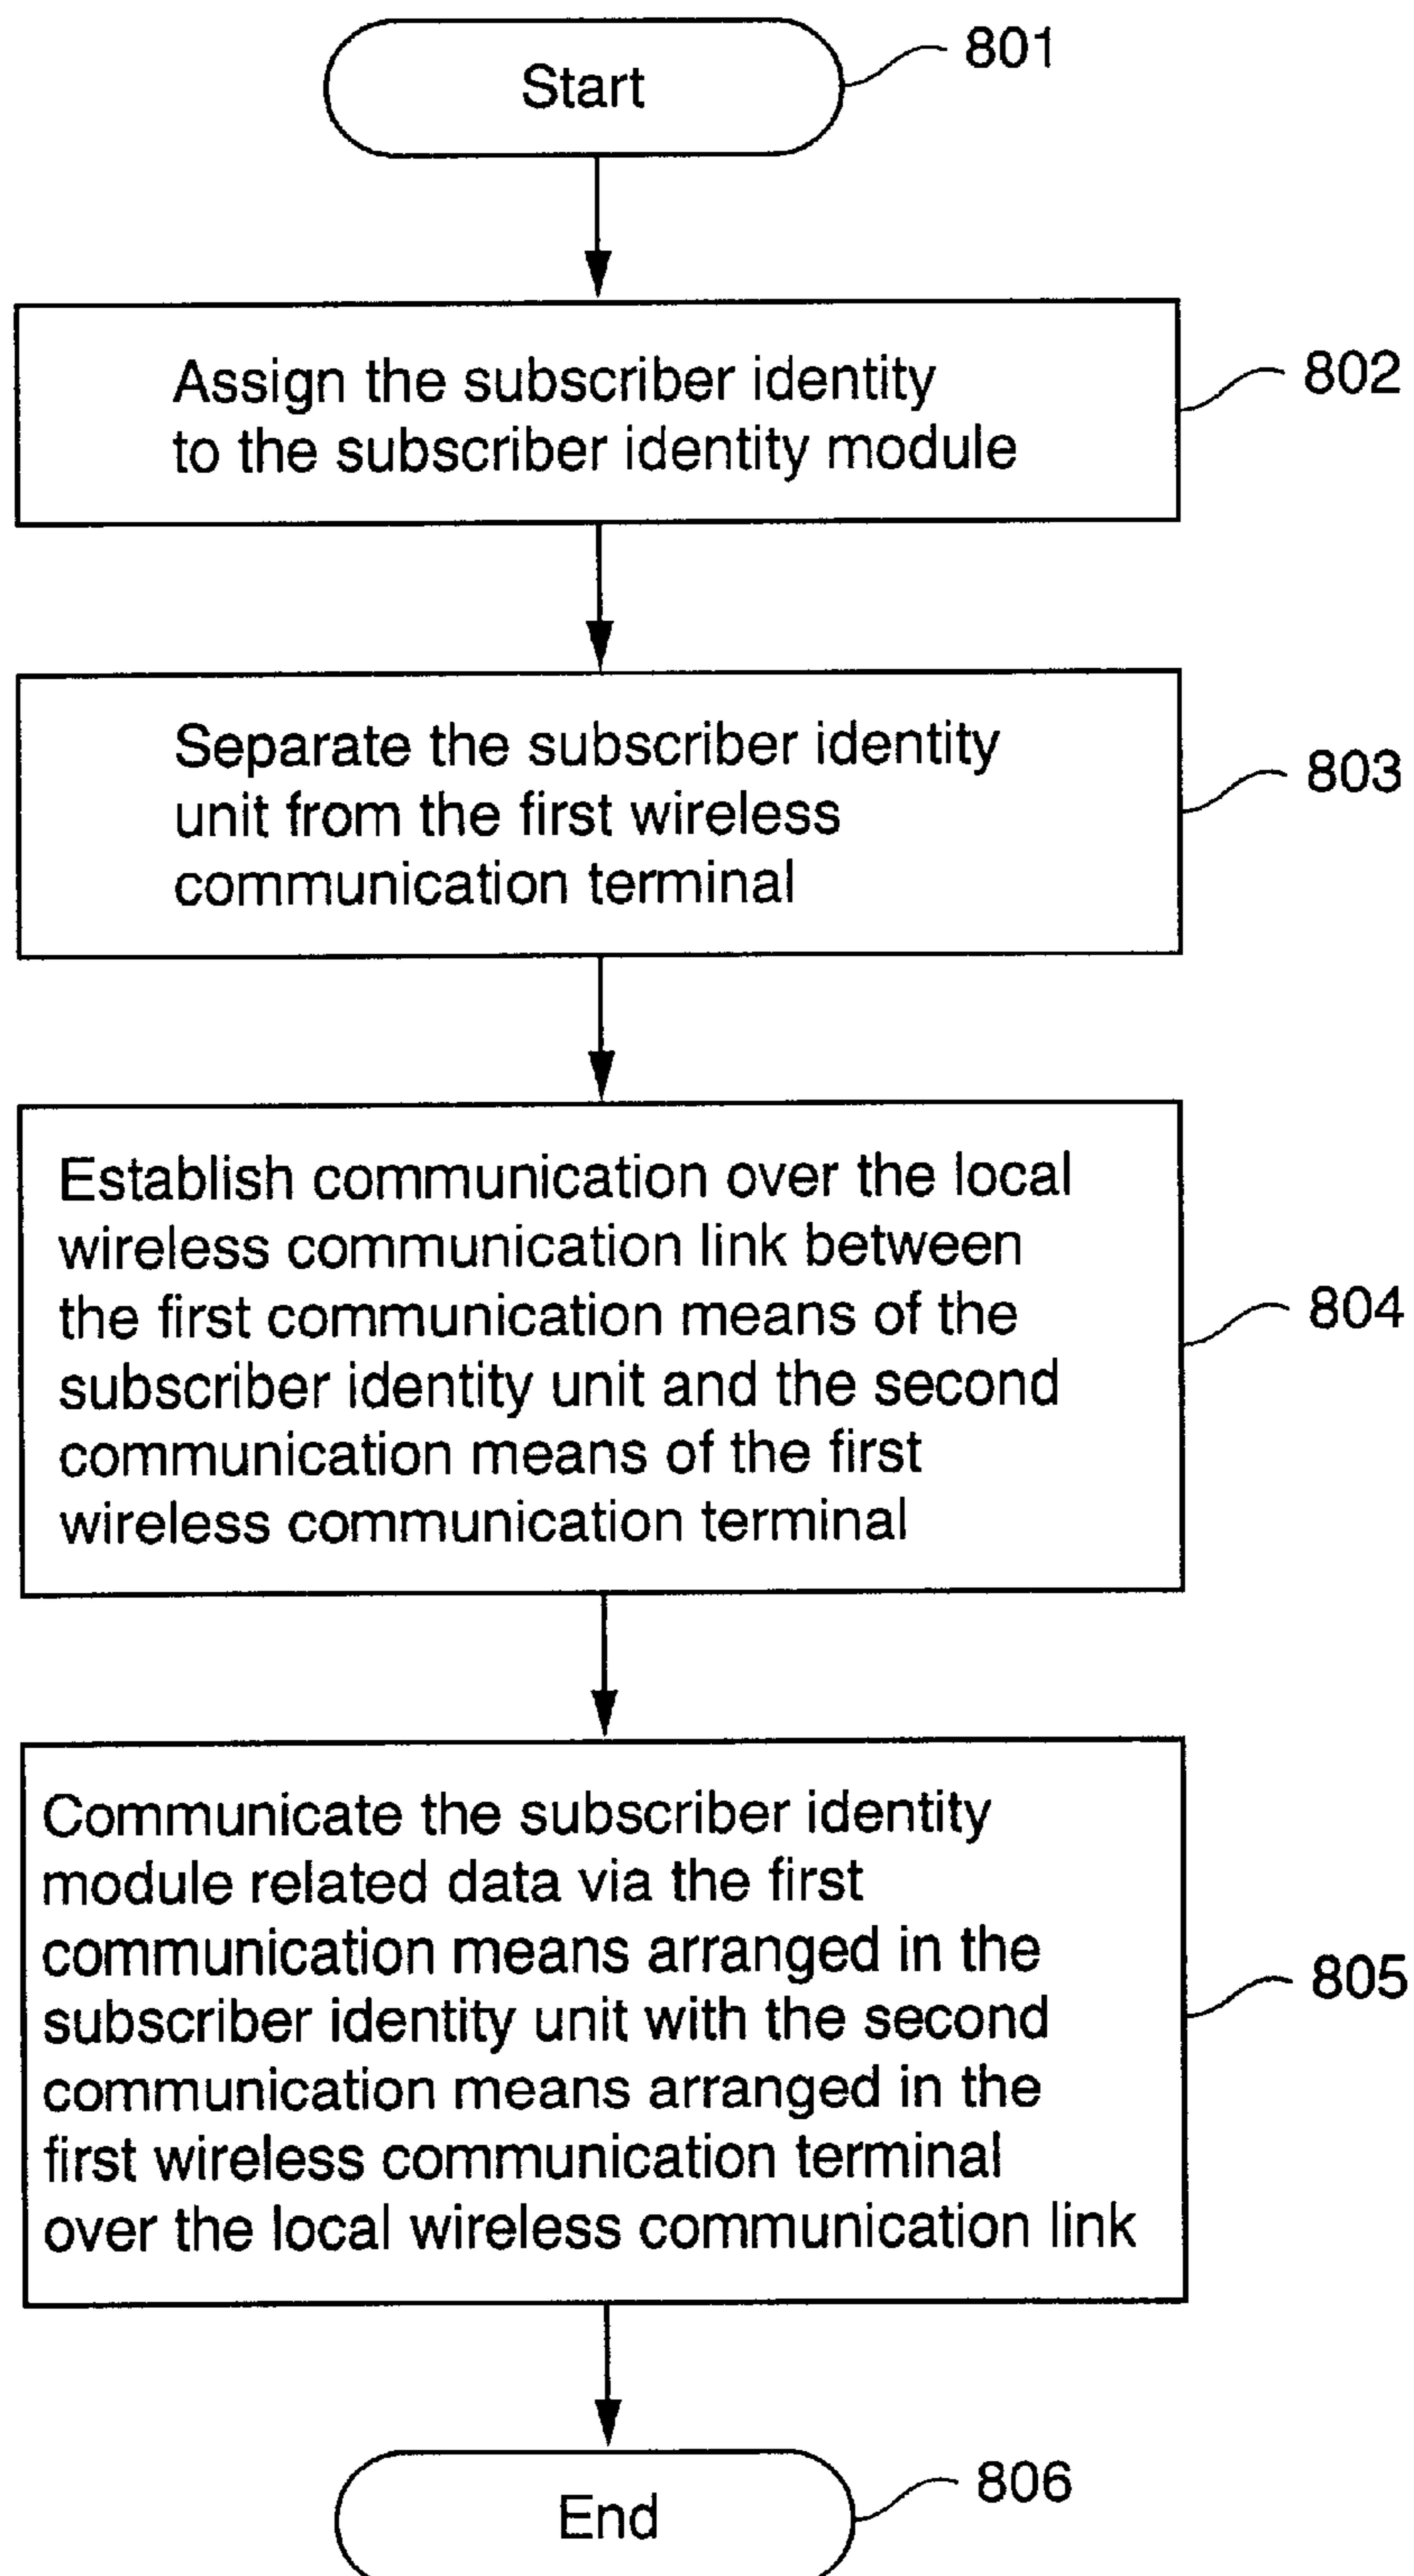 Start
801
Assign the subscriber identity
to the subscriber identity module
802
Separate the subscriber identity
unit from the first wireless
communication terminal
803
Establish communication over the local
wireless communication link between
the first communication means of the
subscriber identity unit and the second
communication means of the first
wireless communication terminal
804
Communicate the subscriber identity
module related data via the first
communication means arranged in the
subscriber identity unit with the second
communication means arranged in the
first wireless communication terminal
over the local wireless communication link
805
End
806